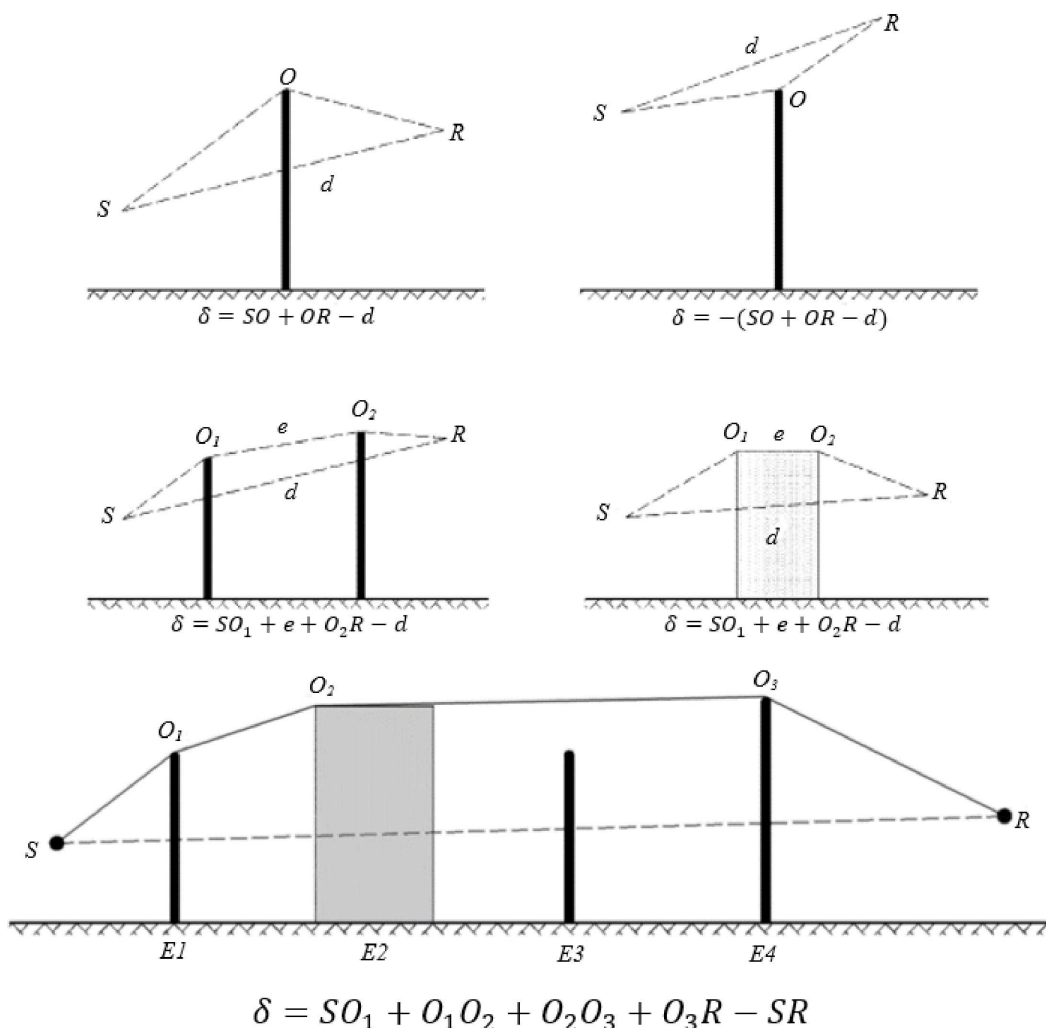 O
S
R
d
δ = SO + OR − d
R
d
S
O
δ = −(SO + OR − d)
O₁
e
O₂
R
S
d
δ = SO₁ + e + O₂R − d
O₁
e
O₂
S
R
d
δ = SO₁ + e + O₂R − d
O₁
O₂
O₃
S
R
E1
E2
E3
E4
δ = SO₁ + O₁O₂ + O₂O₃ + O₃R − SR